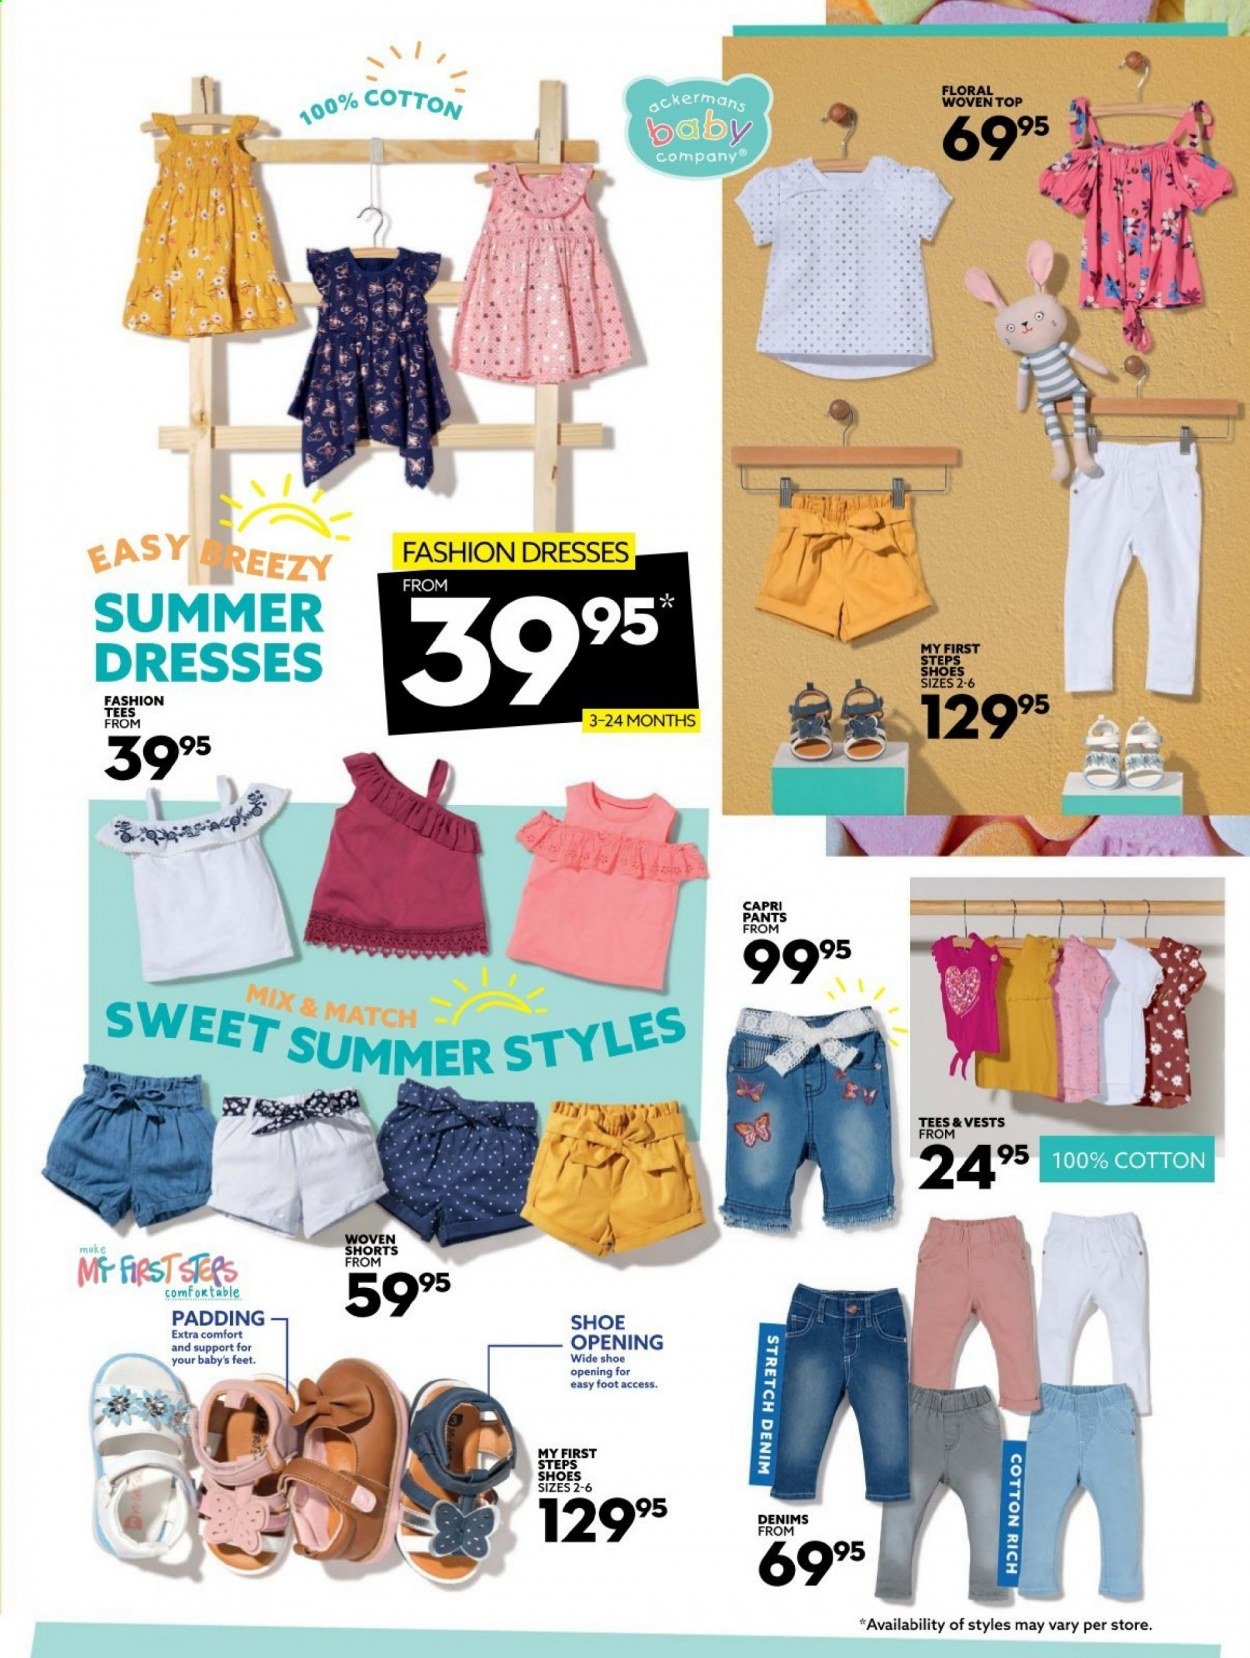 100% COTTON
ackermans
baby
company®
FLORAL
WOVEN TOP
69 95
EASY BREEZY
SUMMER
DRESSES
FASHION DRESSES
FROM
39 95*
3-24 MONTHS
MY FIRST
STEPS
SHOES
SIZES 2-6
129 95
FASHION
TEES
FROM
39 95
MIX & MATCH
SWEET SUMMER STYLES
CAPRI
PANTS
FROM
99 95
TEES & VESTS
FROM
24 95
100% COTTON
WOVEN
SHORTS
FROM
59 95
make
MY FIRST STEPS
comfortable
PADDING
Extra comfort
and support for
your baby's feet.
SHOE
OPENING
Wide shoe
opening for
easy foot access.
MY FIRST
STEPS
SHOES
SIZES 2-6
129 95
STRETCH DENIM
COTTON RICH
DENIMS
FROM
69 95
*Availability of styles may vary per store.